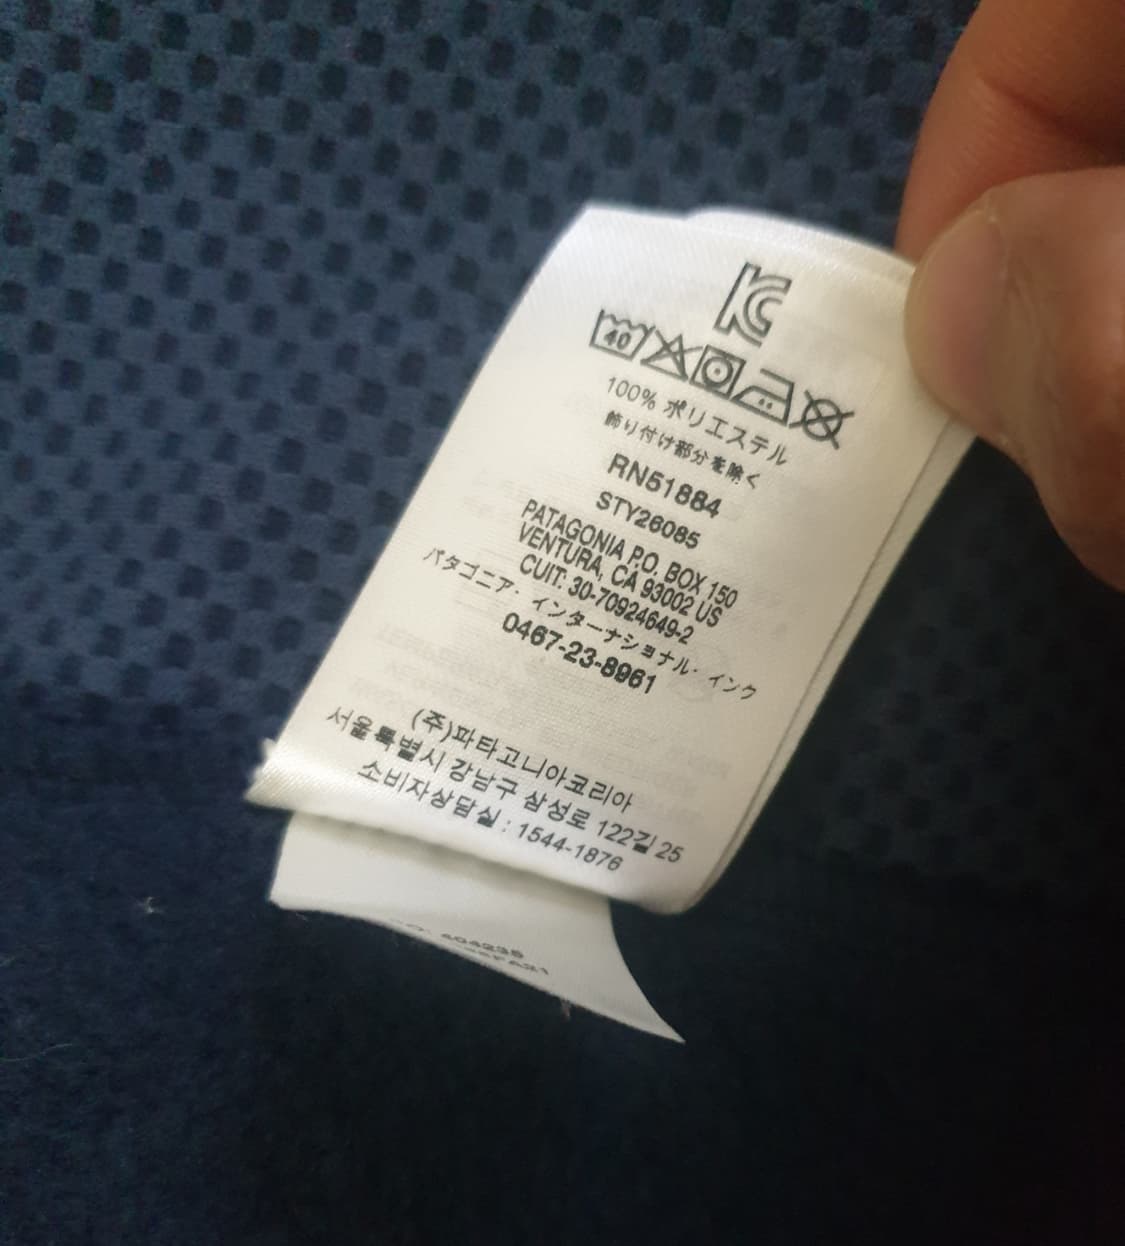 40
100% ポリエステル
飾り付け部分を除く
RN51884
STY26085
PATAGONIA P.O. BOX 150
VENTURA, CA 93002 US
CUIT: 30-70924649-2
パタゴニア・インターナショナル・インク
0467-23-8961
(주)파타고니아코리아
서울특별시 강남구 삼성로 122길 25
소비자상담실 : 1544-1876